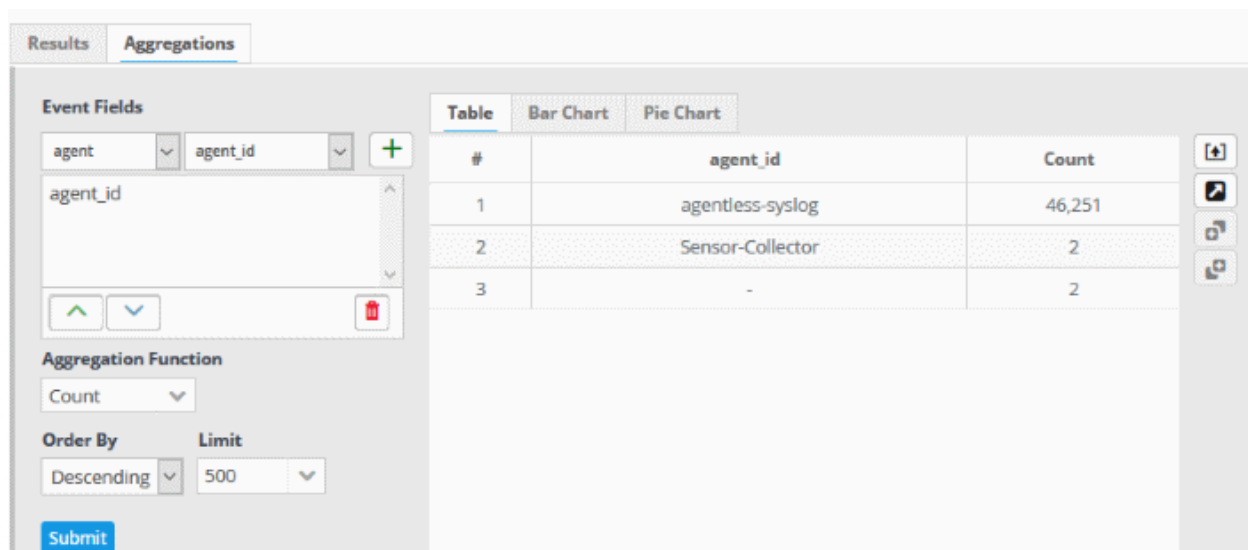 Results Aggregations
Event Fields
agent agent_id
agent_id
Aggregation Function
Count
Order By Limit
Descending 500
Submit
Table Bar Chart Pie Chart
# agent_id Count
1 agentless-syslog 46,251
2 Sensor-Collector 2
3 - 2